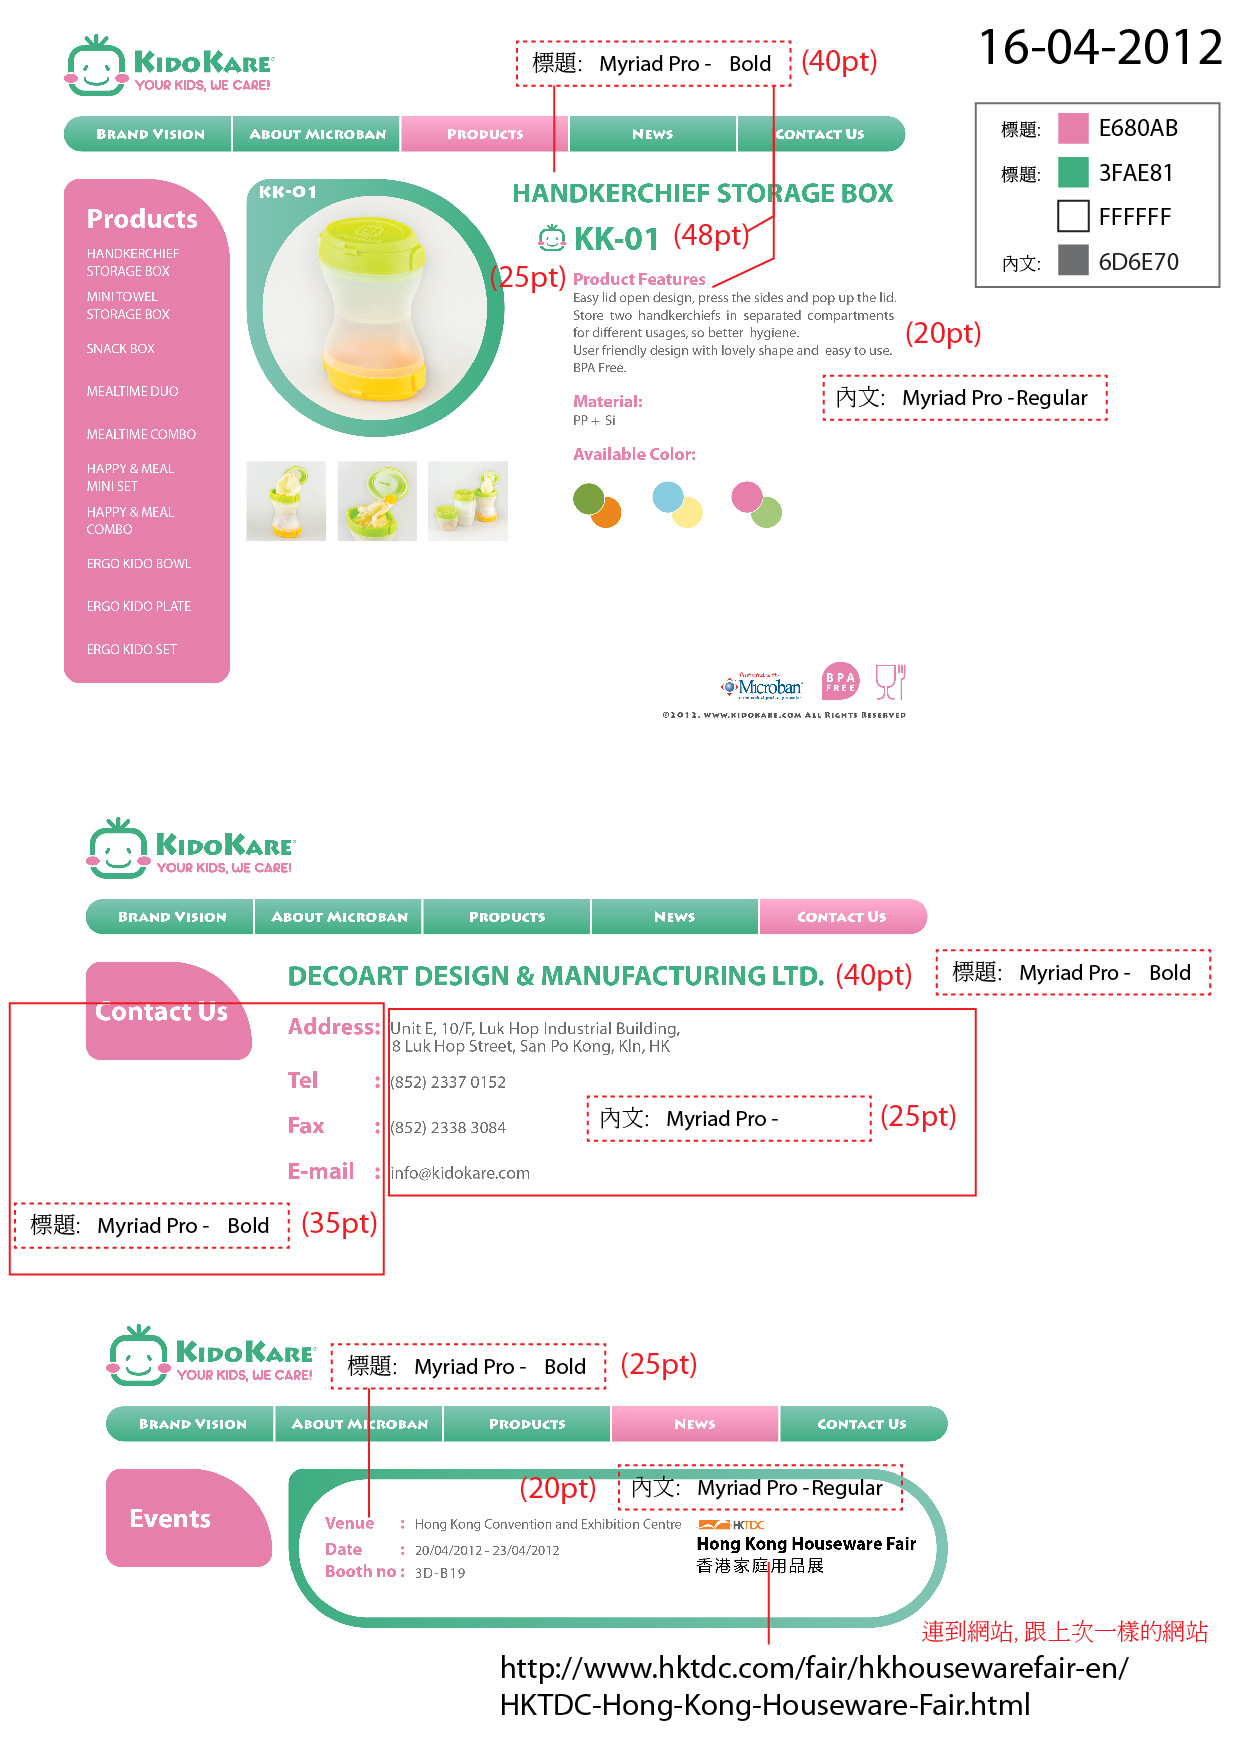 16-04-2012
KIDOKARE
YOUR KIDS, WE CARE!
標題: Myriad Pro - Bold (40pt)
標題: E680AB
標題: 3FAE81
FFFFFF
內文: 6D6E70
BRAND VISION ABOUT MICROBAN PRODUCTS NEWS CONTACT US
Products
HANDKERCHIEF
STORAGE BOX
MINI TOWEL
STORAGE BOX
SNACK BOX
MEALTIME DUO
MEALTIME COMBO
HAPPY & MEAL
MINI SET
HAPPY & MEAL
COMBO
ERGO KIDO BOWL
ERGO KIDO PLATE
ERGO KIDO SET
KK-01
HANDKERCHIEF STORAGE BOX
KK-01 (48pt)
(25pt) Product Features
Easy lid open design, press the sides and pop up the lid.
Store two handkerchiefs in separated compartments
for different usages, so better hygiene.
User friendly design with lovely shape and easy to use.
BPA Free.
(20pt)
內文: Myriad Pro -Regular
Material:
PP + Si
Available Color:
Microban
BPA
FREE
©2012. WWW.KIDOKARE.COM ALL RIGHTS RESERVED
KIDOKARE
YOUR KIDS, WE CARE!
BRAND VISION ABOUT MICROBAN PRODUCTS NEWS CONTACT US
Contact Us
DECOART DESIGN & MANUFACTURING LTD. (40pt)
標題: Myriad Pro - Bold
Address: Unit E, 10/F, Luk Hop Industrial Building,
8 Luk Hop Street, San Po Kong, Kln, HK
Tel : (852) 2337 0152
Fax : (852) 2338 3084
E-mail : info@kidokare.com
內文: Myriad Pro - (25pt)
標題: Myriad Pro - Bold (35pt)
KIDOKARE
YOUR KIDS, WE CARE!
標題: Myriad Pro - Bold (25pt)
BRAND VISION ABOUT MICROBAN PRODUCTS NEWS CONTACT US
Events
(20pt) 內文: Myriad Pro -Regular
Venue : Hong Kong Convention and Exhibition Centre
Date : 20/04/2012 - 23/04/2012
Booth no : 3D-B19
HKTDC
Hong Kong Houseware Fair
香港家庭用品展
連到網站, 跟上次一樣的網站
http://www.hktdc.com/fair/hkhousewarefair-en/
HKTDC-Hong-Kong-Houseware-Fair.html